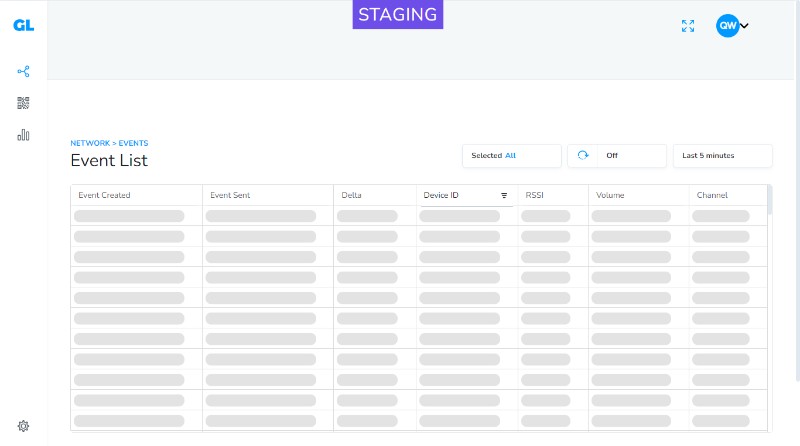 STAGING
GL
QW
NETWORK > EVENTS
Event List
Selected All
Off
Last 5 minutes
Event Created Event Sent Delta Device ID RSSI Volume Channel